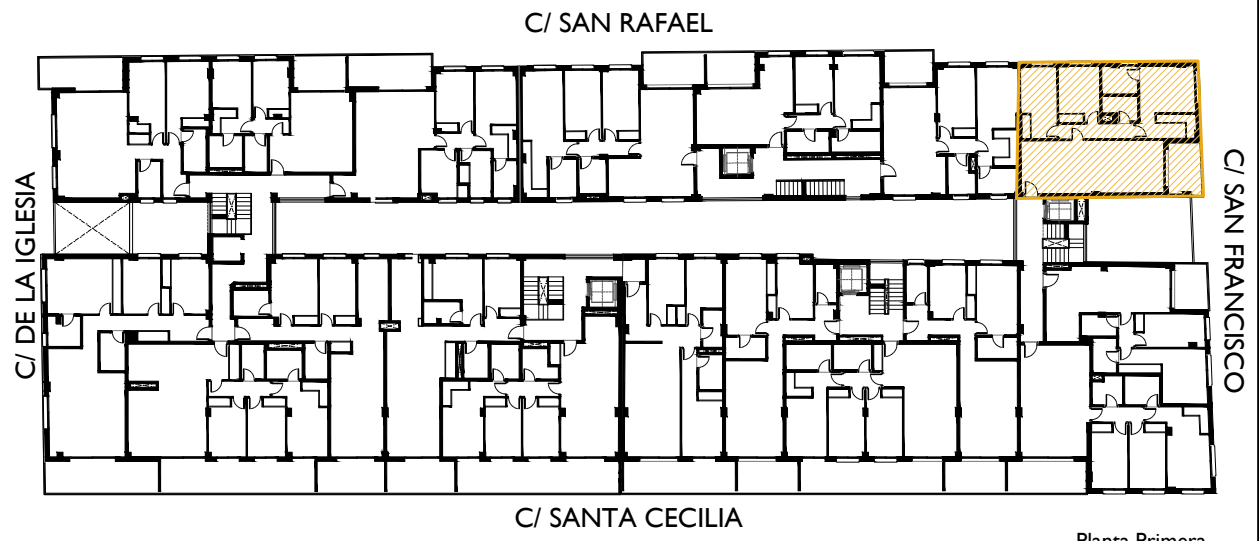 C/ SAN RAFAEL
C/ DE LA IGLESIA
C/ SAN FRANCISCO
C/ SANTA CECILIA
Planta Primera